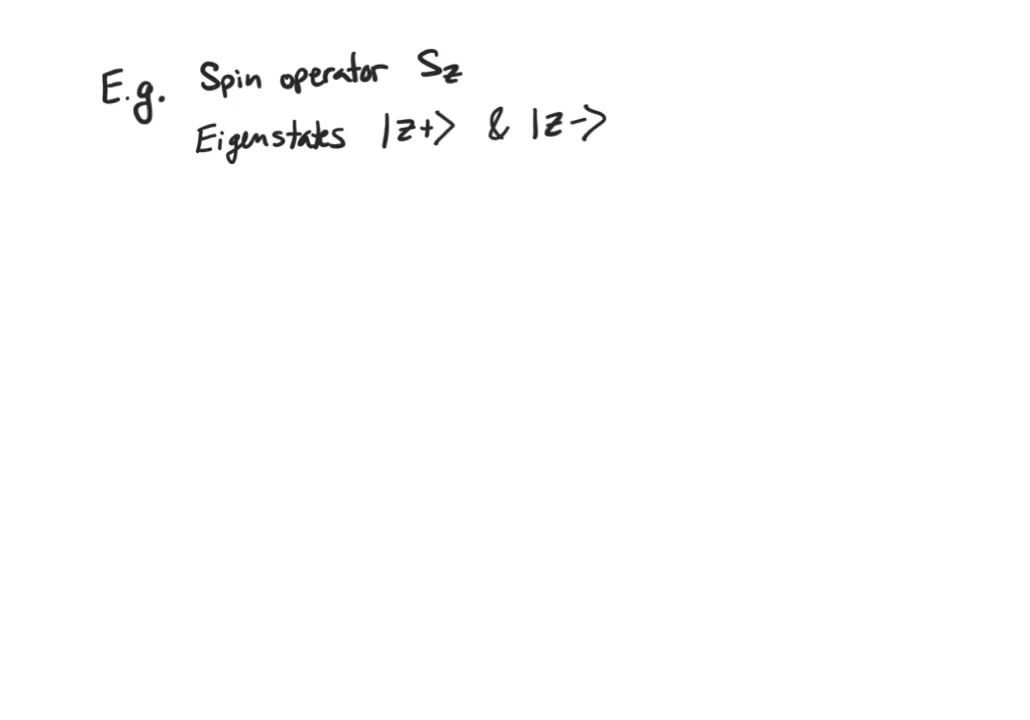 E.g. Spin operator Sz
Eigenstates |z+> & |z->